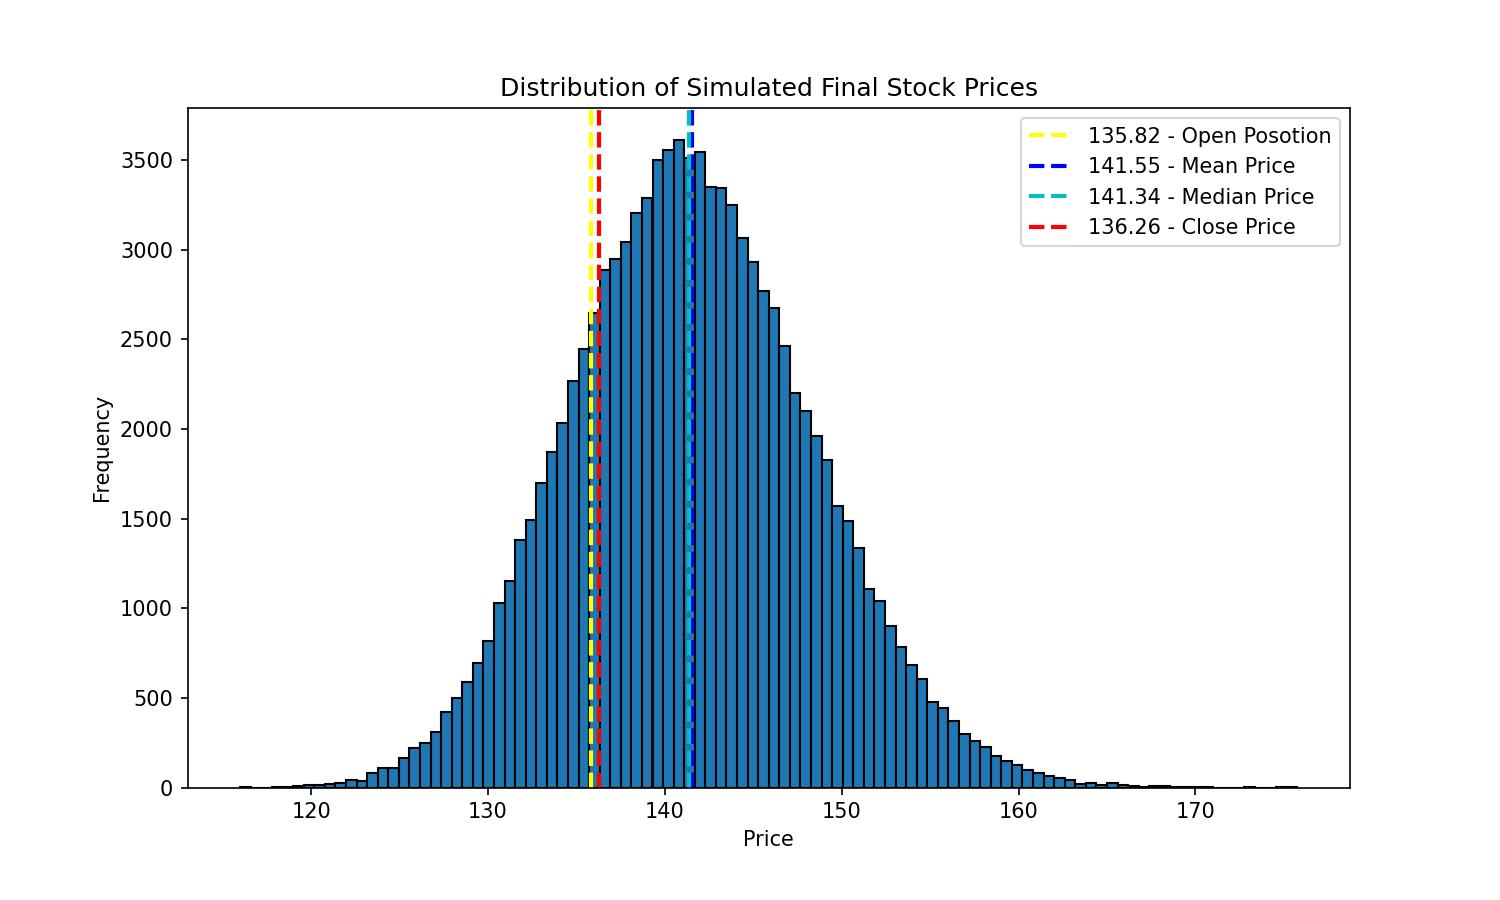 Distribution of Simulated Final Stock Prices
135.82 - Open Posotion
141.55 - Mean Price
141.34 - Median Price
136.26 - Close Price
Frequency
3500
3000
2500
2000
1500
1000
500
0
120 130 140 150 160 170
Price